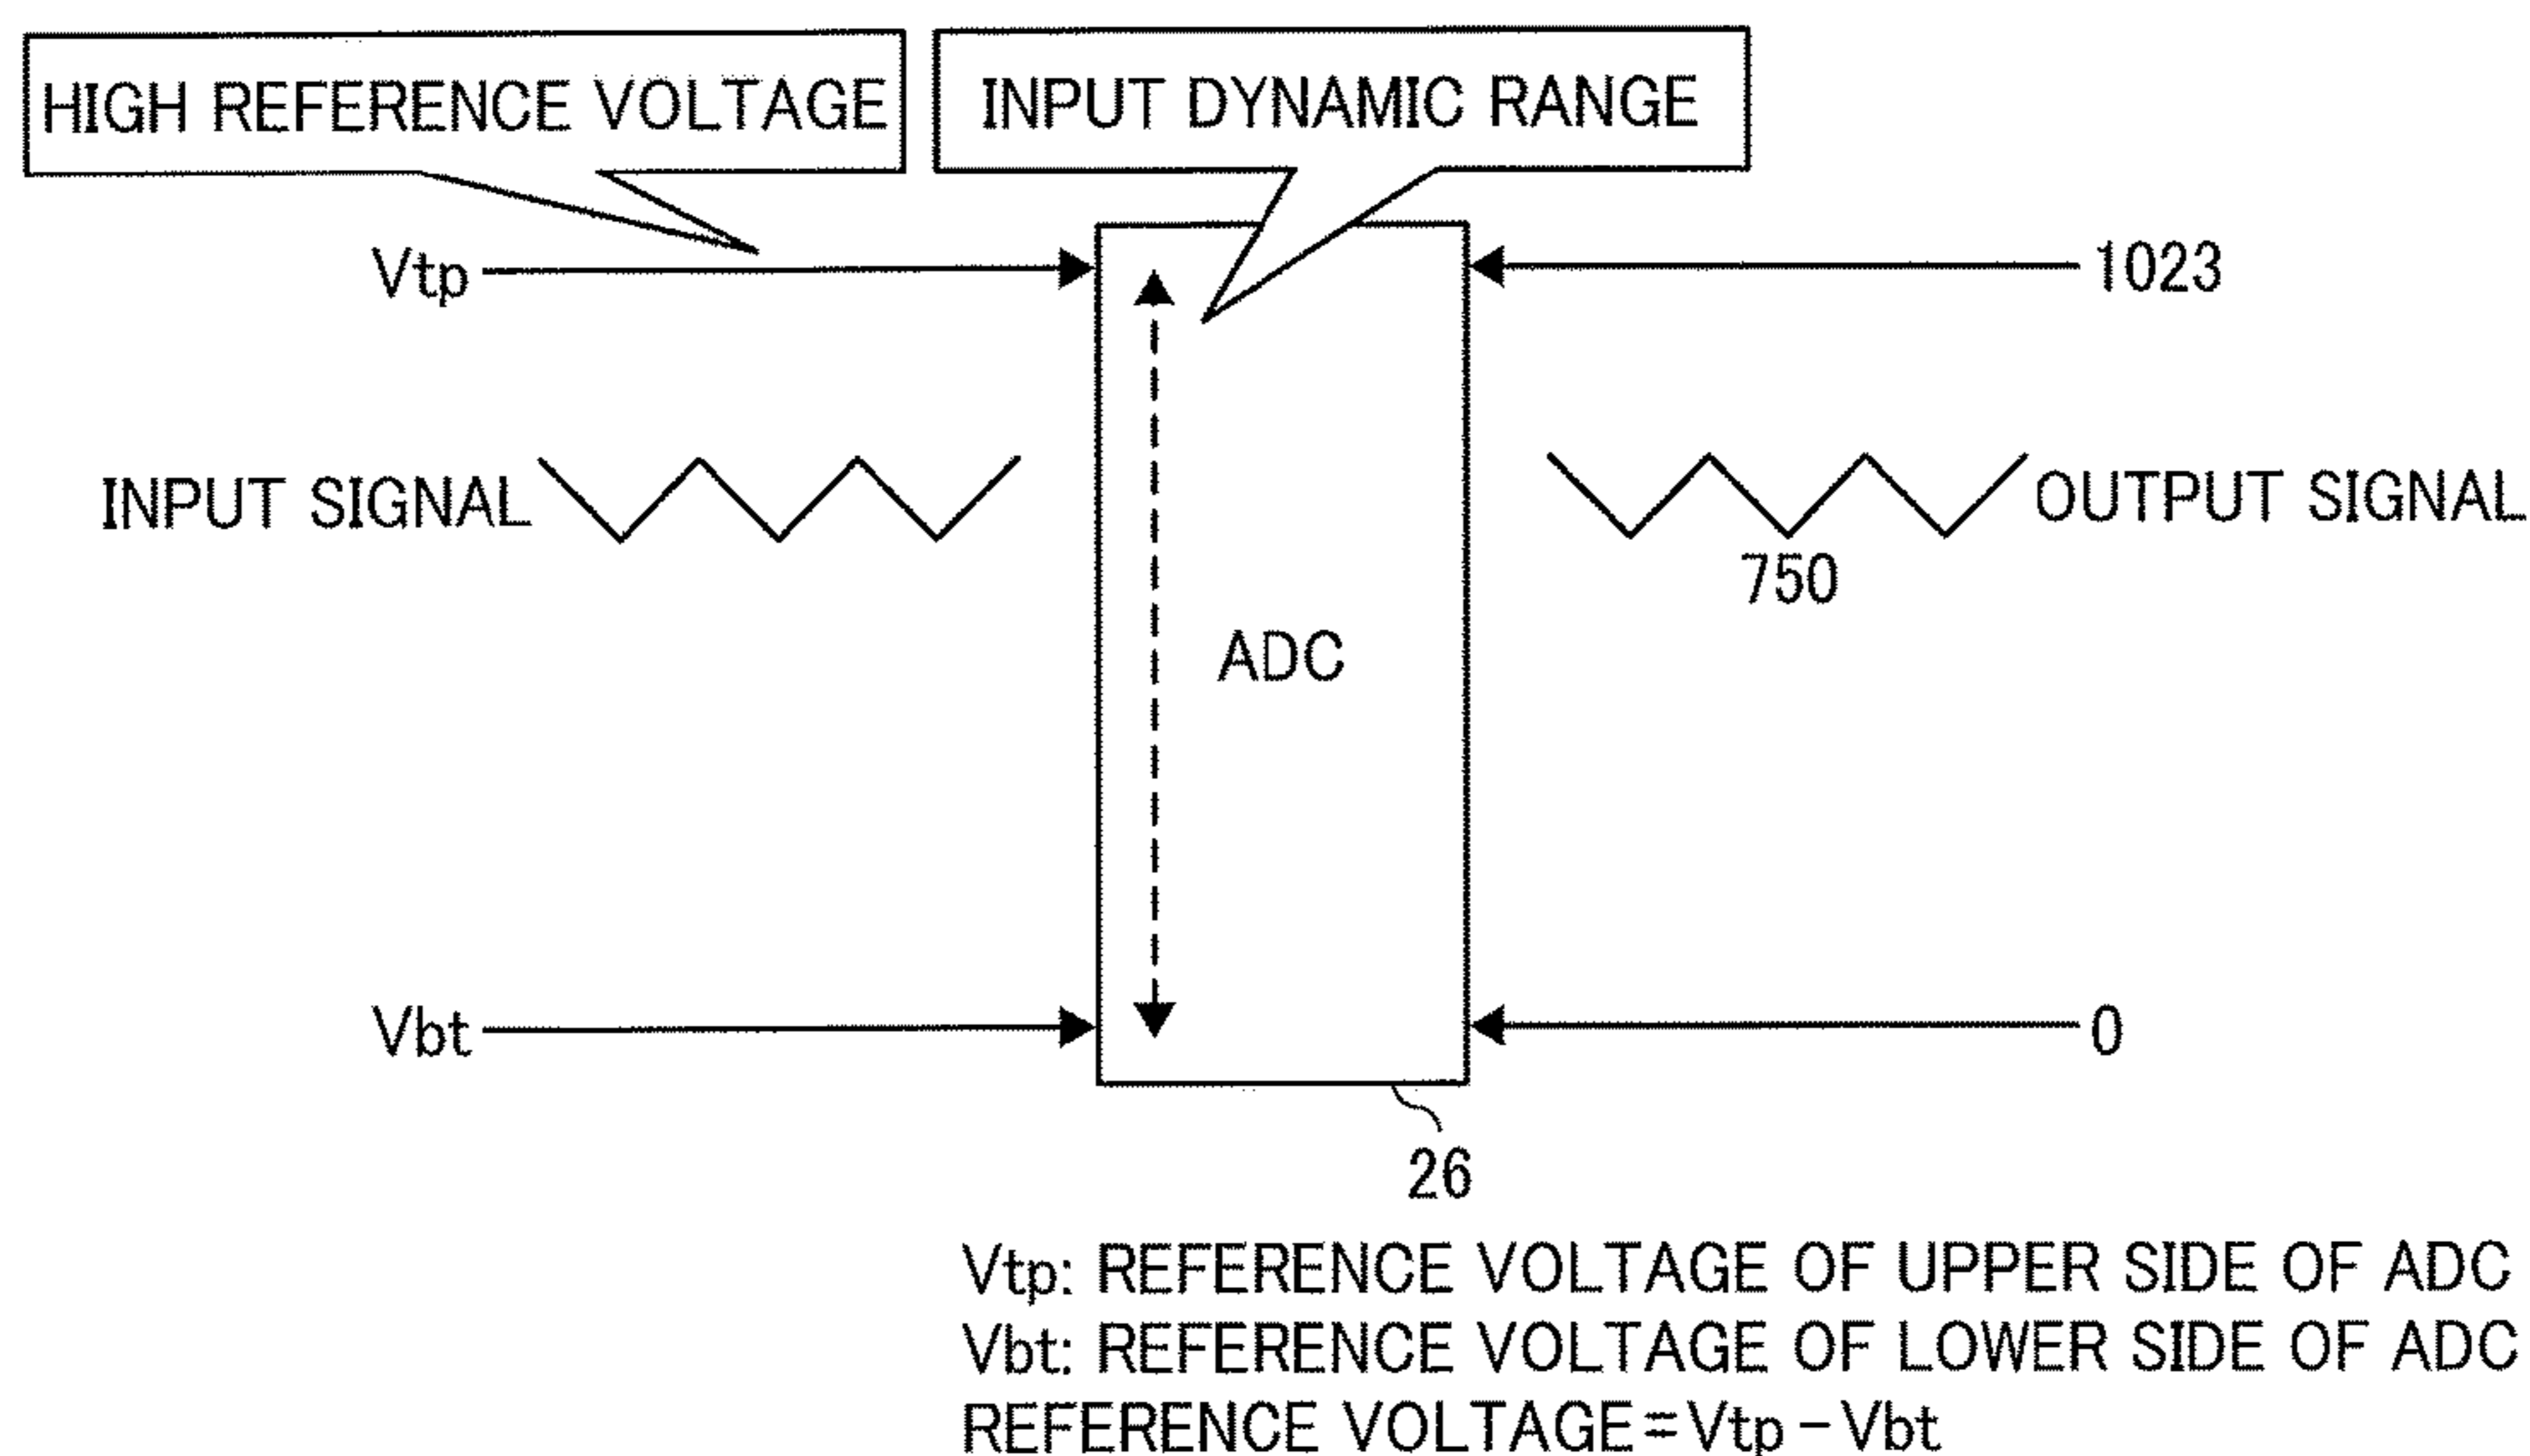 HIGH REFERENCE VOLTAGE
INPUT DYNAMIC RANGE
Vtp
1023
INPUT SIGNAL
OUTPUT SIGNAL
750
ADC
Vbt
0
26
Vtp: REFERENCE VOLTAGE OF UPPER SIDE OF ADC
Vbt: REFERENCE VOLTAGE OF LOWER SIDE OF ADC
REFERENCE VOLTAGE = Vtp − Vbt